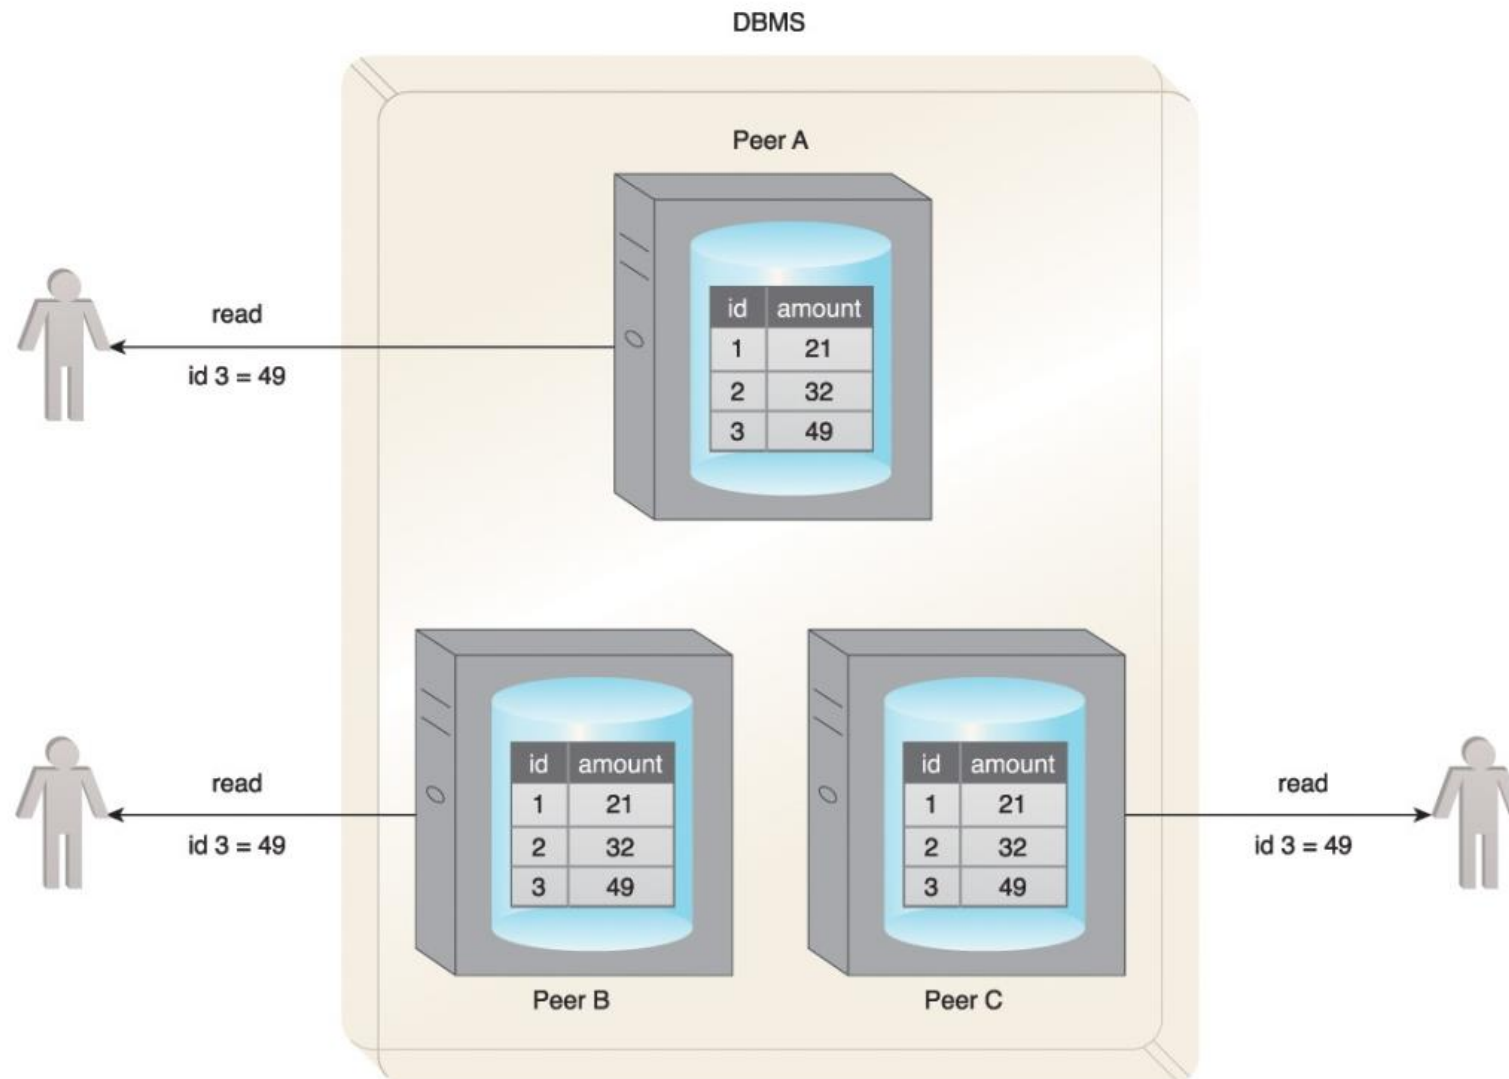 DBMS
Peer A
id amount
1 21
2 32
3 49
read
id 3 = 49
read
id 3 = 49
id amount
1 21
2 32
3 49
Peer B
id amount
1 21
2 32
3 49
Peer C
read
id 3 = 49